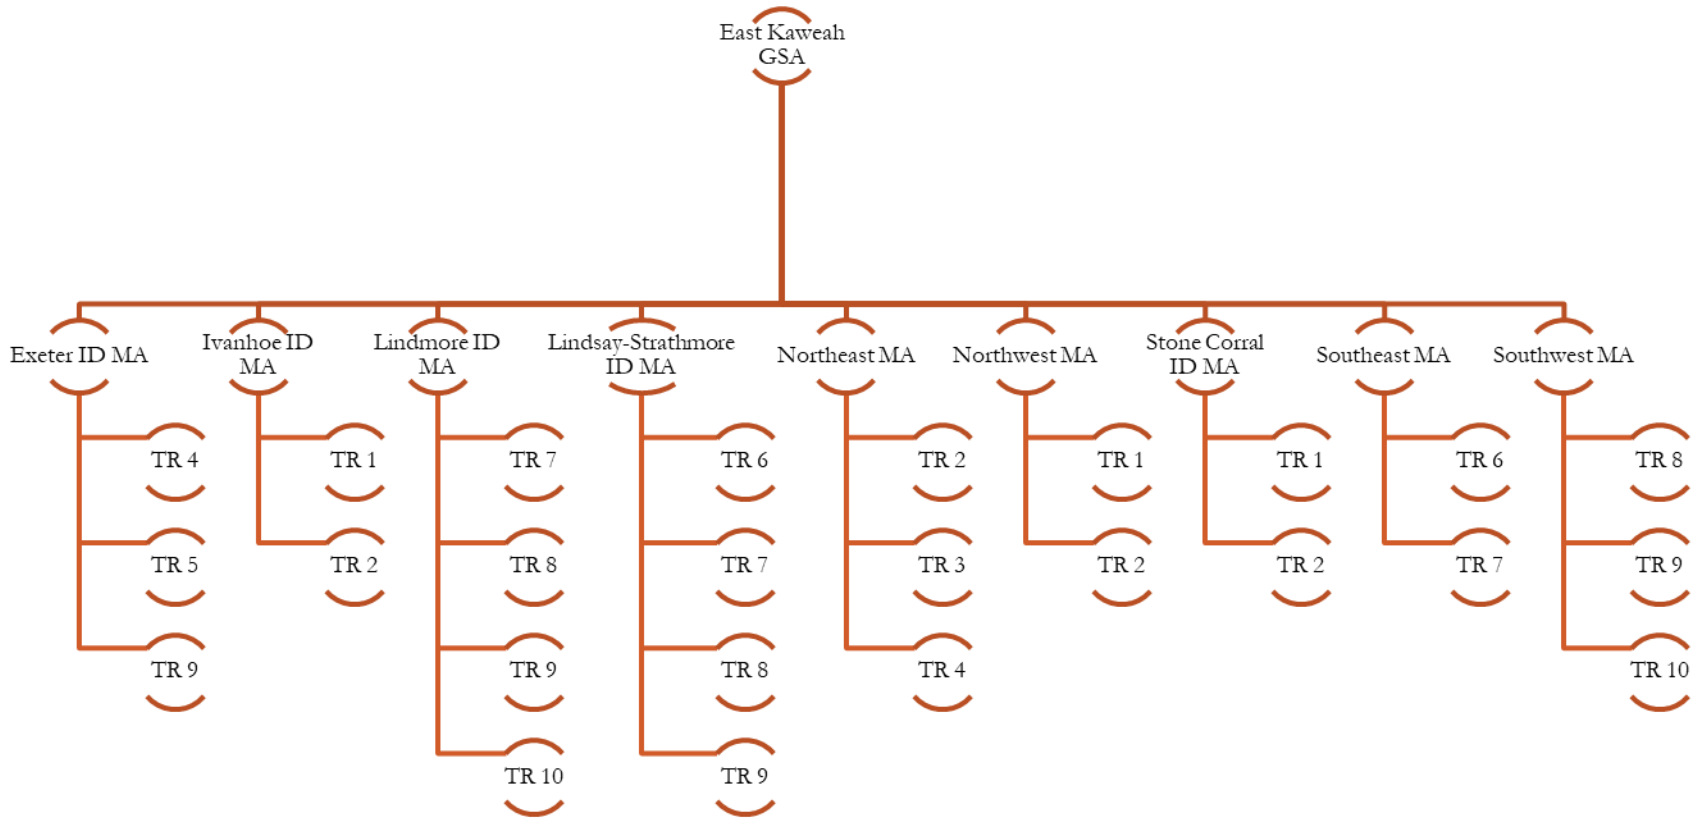 East Kaweah
GSA
Exeter ID MA
Ivanhoe ID
MA
Lindmore ID
MA
Lindsay-Strathmore
ID MA
Northeast MA
Northwest MA
Stone Corral
ID MA
Southeast MA
Southwest MA
TR 4
TR 5
TR 9
TR 1
TR 2
TR 7
TR 8
TR 9
TR 10
TR 6
TR 7
TR 8
TR 9
TR 2
TR 3
TR 4
TR 1
TR 2
TR 1
TR 2
TR 6
TR 7
TR 8
TR 9
TR 10